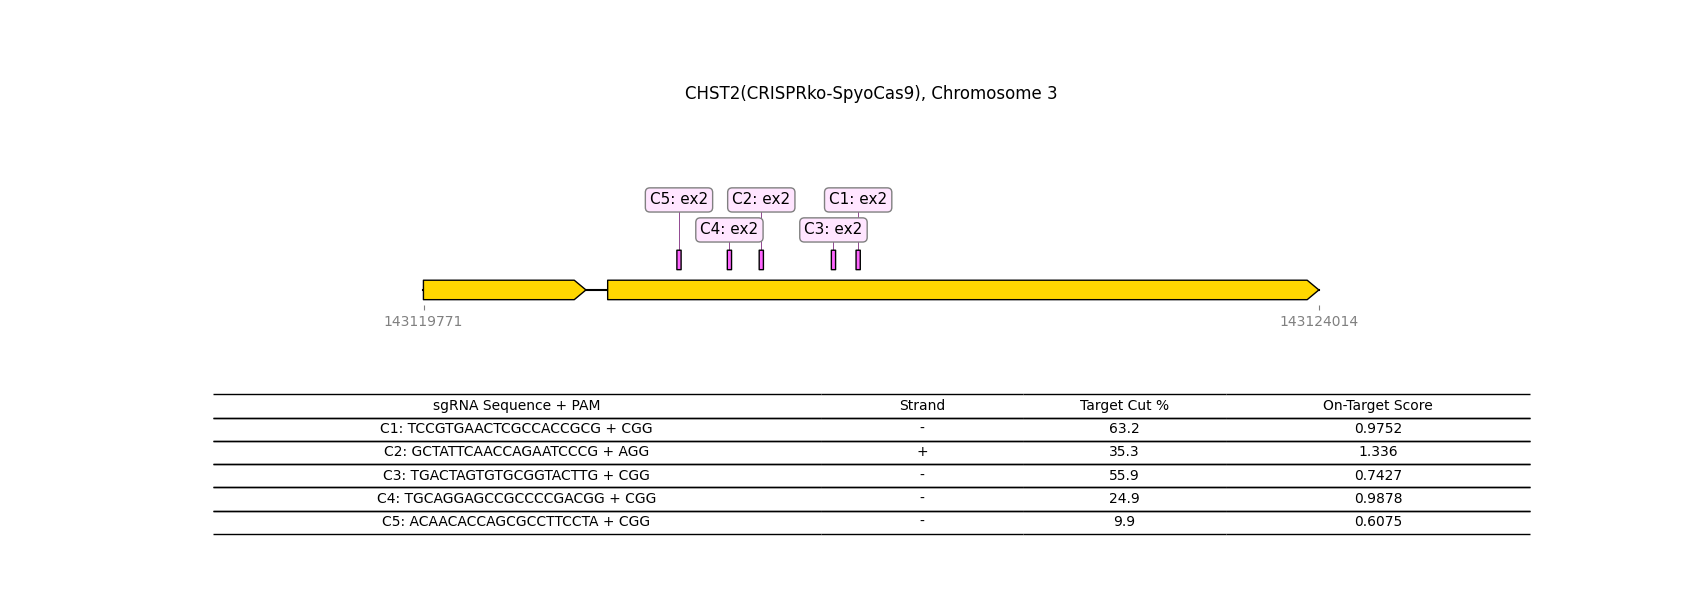 CHST2(CRISPRko-SpyoCas9), Chromosome 3
C5: ex2 C2: ex2 C1: ex2
C4: ex2 C3: ex2
143119771 143124014
sgRNA Sequence + PAM Strand Target Cut % On-Target Score
C1: TCCGTGAACTCGCCACCGCG + CGG - 63.2 0.9752
C2: GCTATTCAACCAGAATCCCG + AGG + 35.3 1.336
C3: TGACTAGTGTGCGGTACTTG + CGG - 55.9 0.7427
C4: TGCAGGAGCCGCCCCGACGG + CGG - 24.9 0.9878
C5: ACAACACCAGCGCCTTCCTA + CGG - 9.9 0.6075